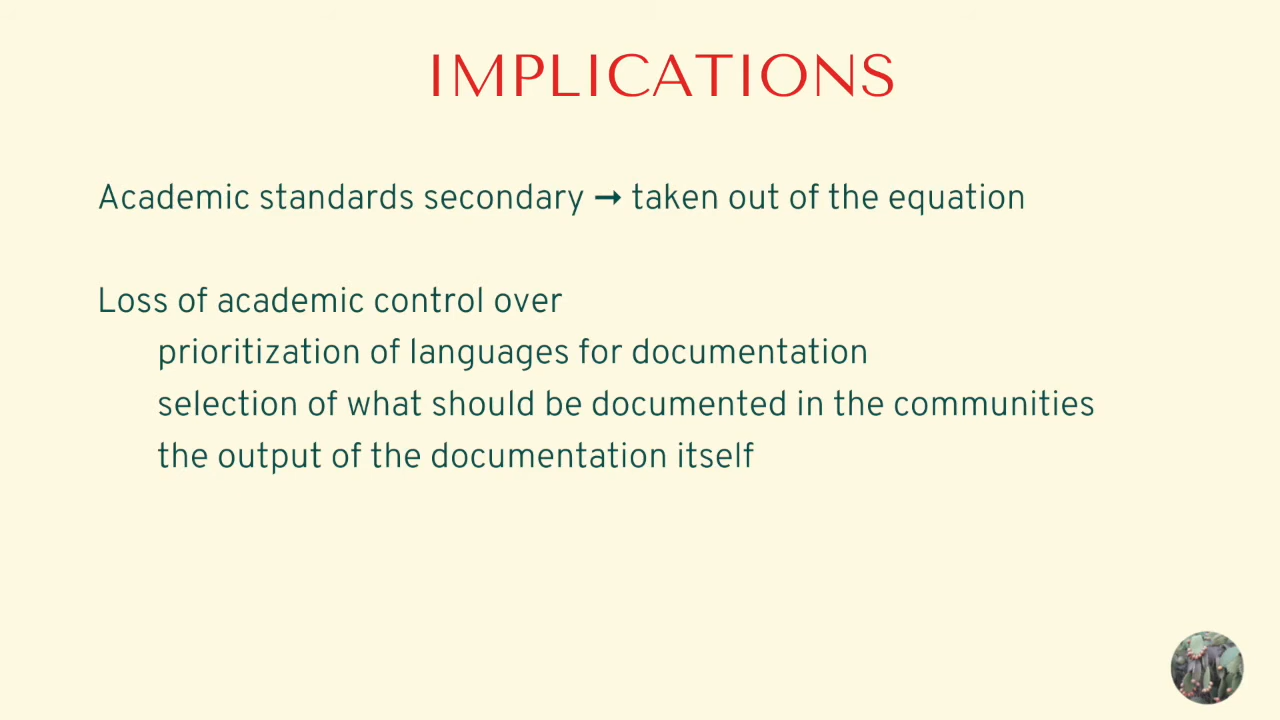 IMPLICATIONS
Academic standards secondary → taken out of the equation
Loss of academic control over
prioritization of languages for documentation
selection of what should be documented in the communities
the output of the documentation itself